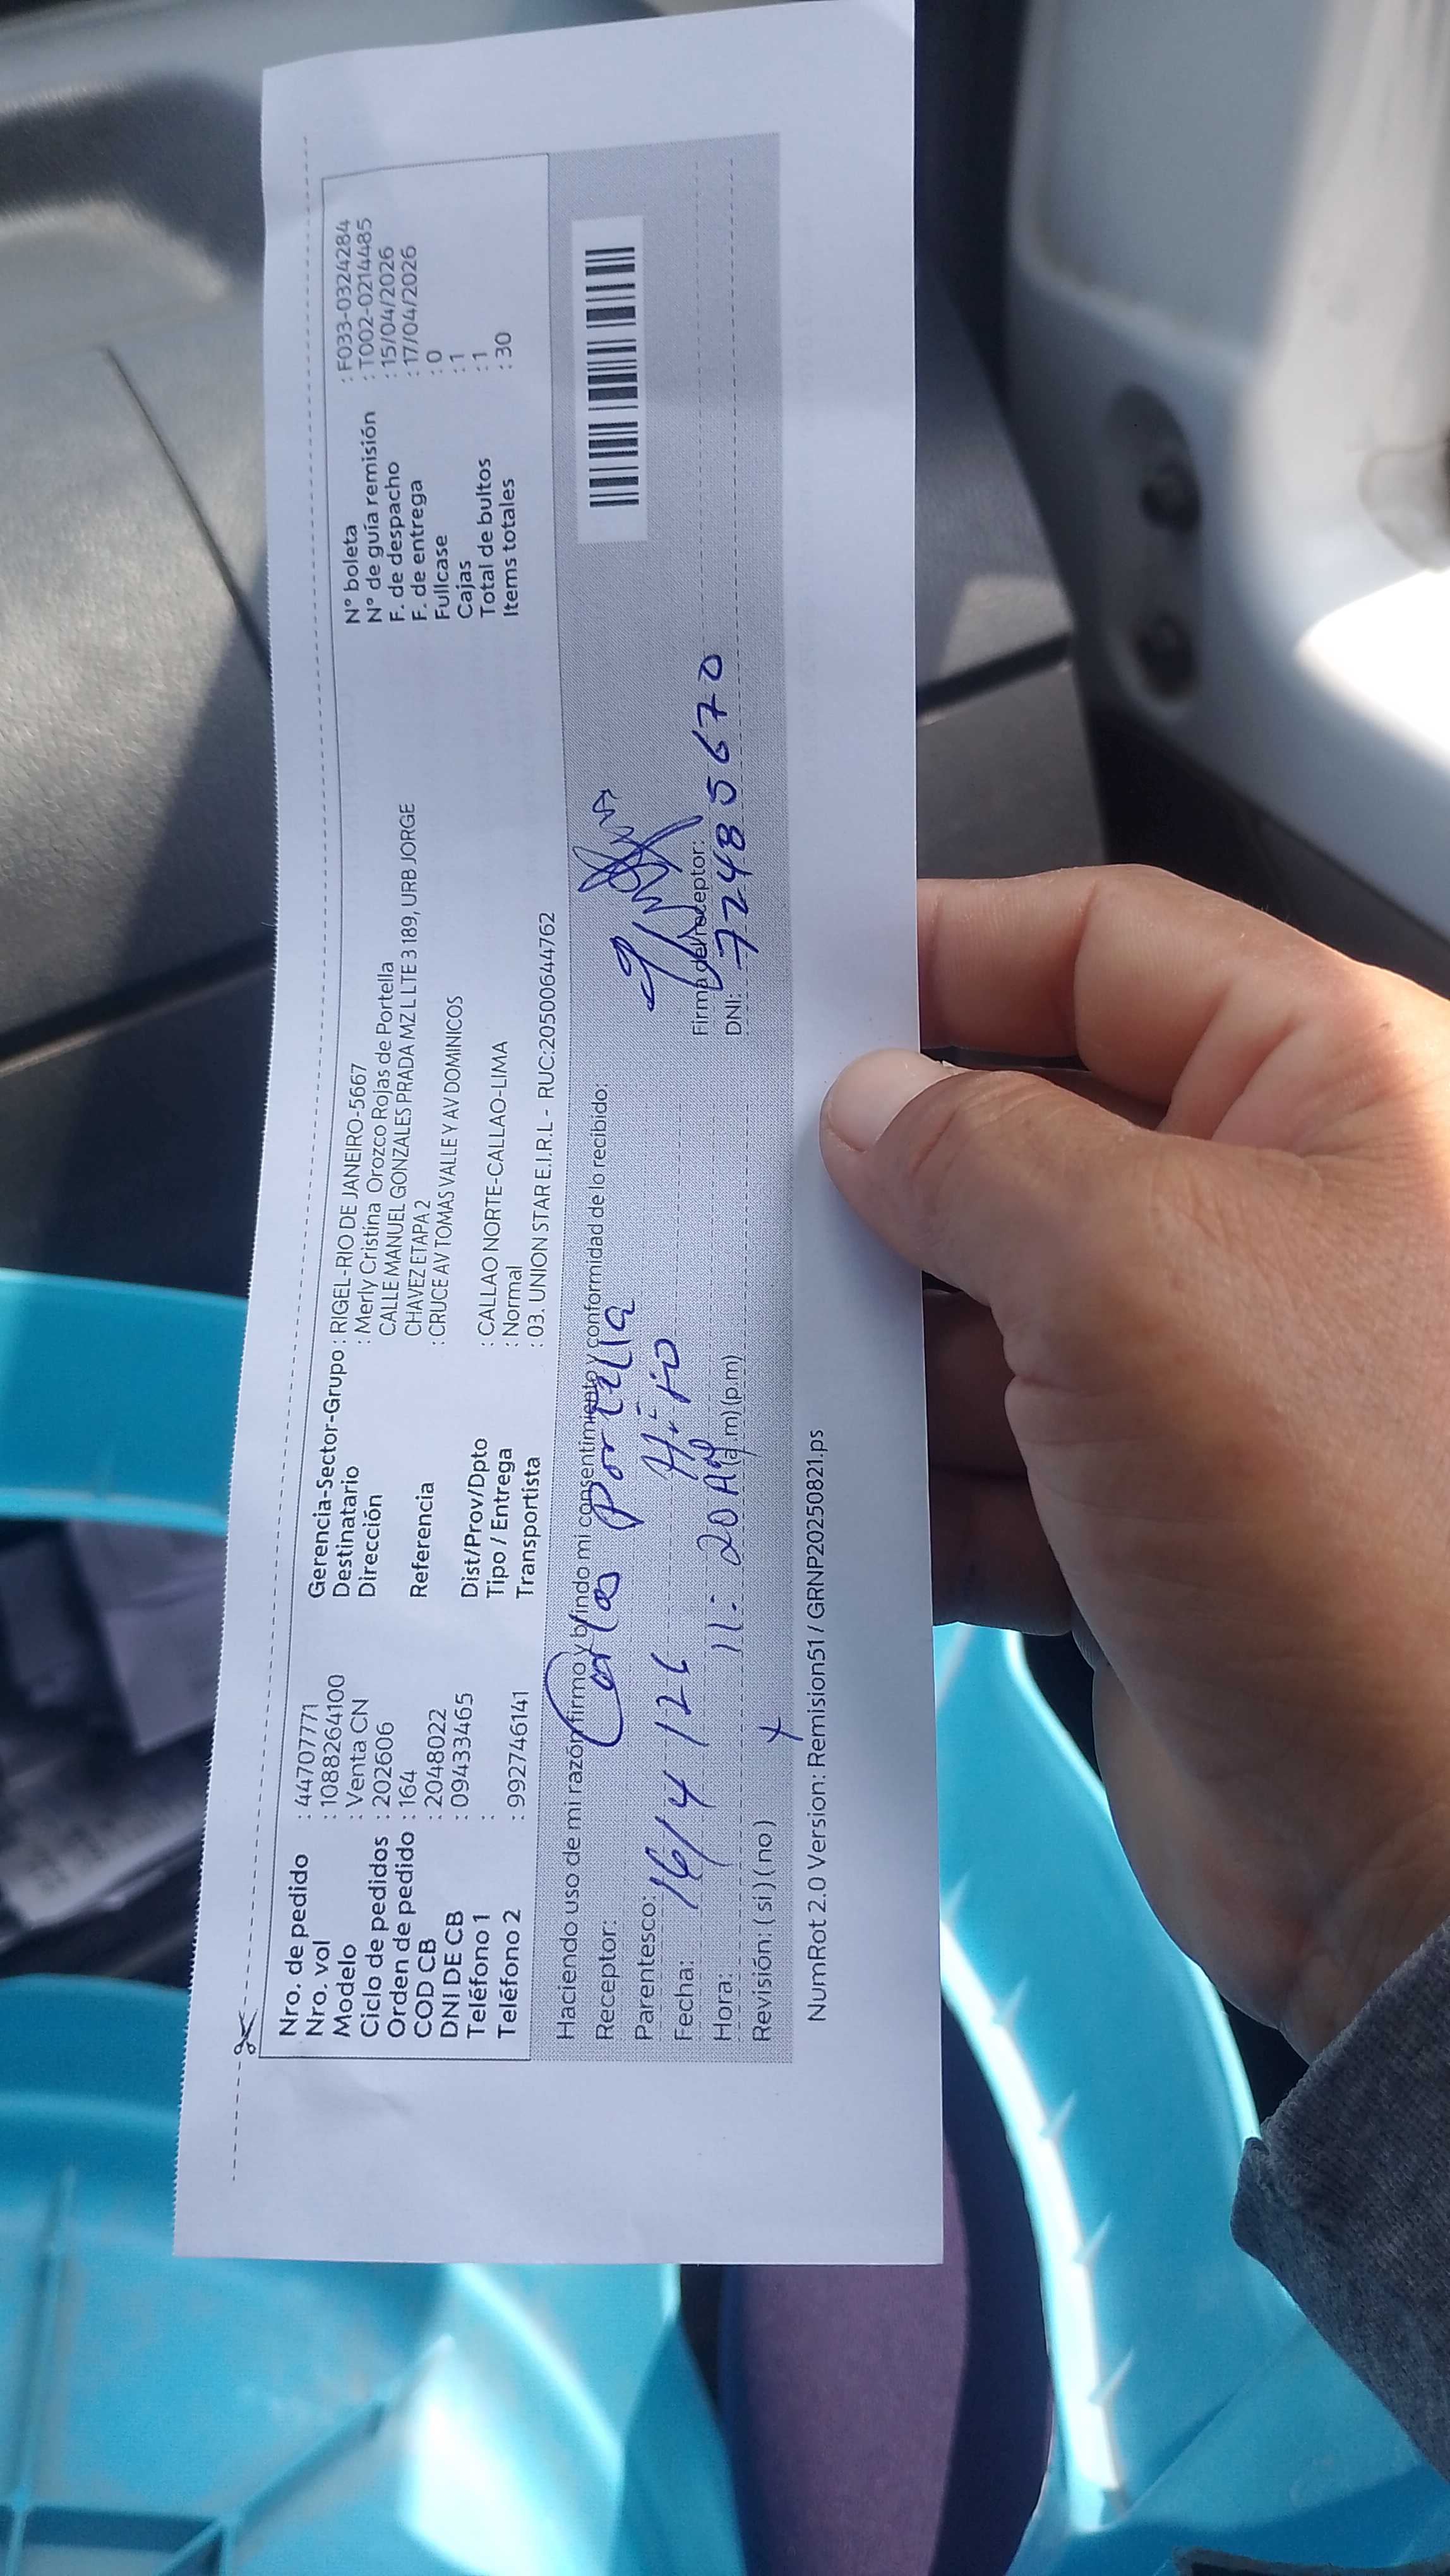 Nro. de pedido : 44707771
Nro. vol : 1088264100
Modelo : Venta CN
Ciclo de pedidos : 202606
Orden de pedido : 164
COD CB : 2048022
DNI DE CB : 09433465
Teléfono 1 :
Teléfono 2 : 992746141
Gerencia-Sector-Grupo : RIGEL-RIO DE JANEIRO-5667
Destinatario : Merly Cristina Orozco Rojas de Portella
Dirección CALLE MANUEL GONZALES PRADA MZ L LTE 3 189, URB JORGE
CHAVEZ ETAPA 2
Referencia : CRUCE AV TOMAS VALLE Y AV DOMINICOS
Dist/Prov/Dpto : CALLAO NORTE-CALLAO-LIMA
Tipo / Entrega : Normal
Transportista : 03. UNION STAR E.I.R.L - RUC:20500644762
N° boleta : F033-0324284
N° de guía remisión : T002-0214485
F. de despacho : 15/04/2026
F. de entrega : 17/04/2026
Fullcase : 0
Cajas : 1
Total de bultos : 1
Items totales : 30
Haciendo uso de mi razón firmo y brindo mi consentimiento y conformidad de lo recibido:
Receptor: Carlos Portella
Parentesco: Hijo
Fecha: 16/4/26
Hora: 11:20 AM (a.m) (p.m)
Revisión: ( si ) ( no )
Firma del receptor:
DNI: 72485670
NumRot 2.0 Version: Remision51 / GRNP20250821.ps